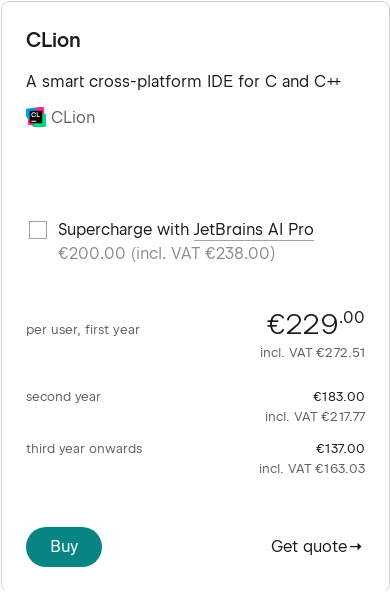 CLion
A smart cross-platform IDE for C and C++
CL
CLion
Supercharge with JetBrains AI Pro
€200.00 (incl. VAT €238.00)
per user, first year €229.00
incl. VAT €272.51
second year €183.00
incl. VAT €217.77
third year onwards €137.00
incl. VAT €163.03
Buy Get quote→